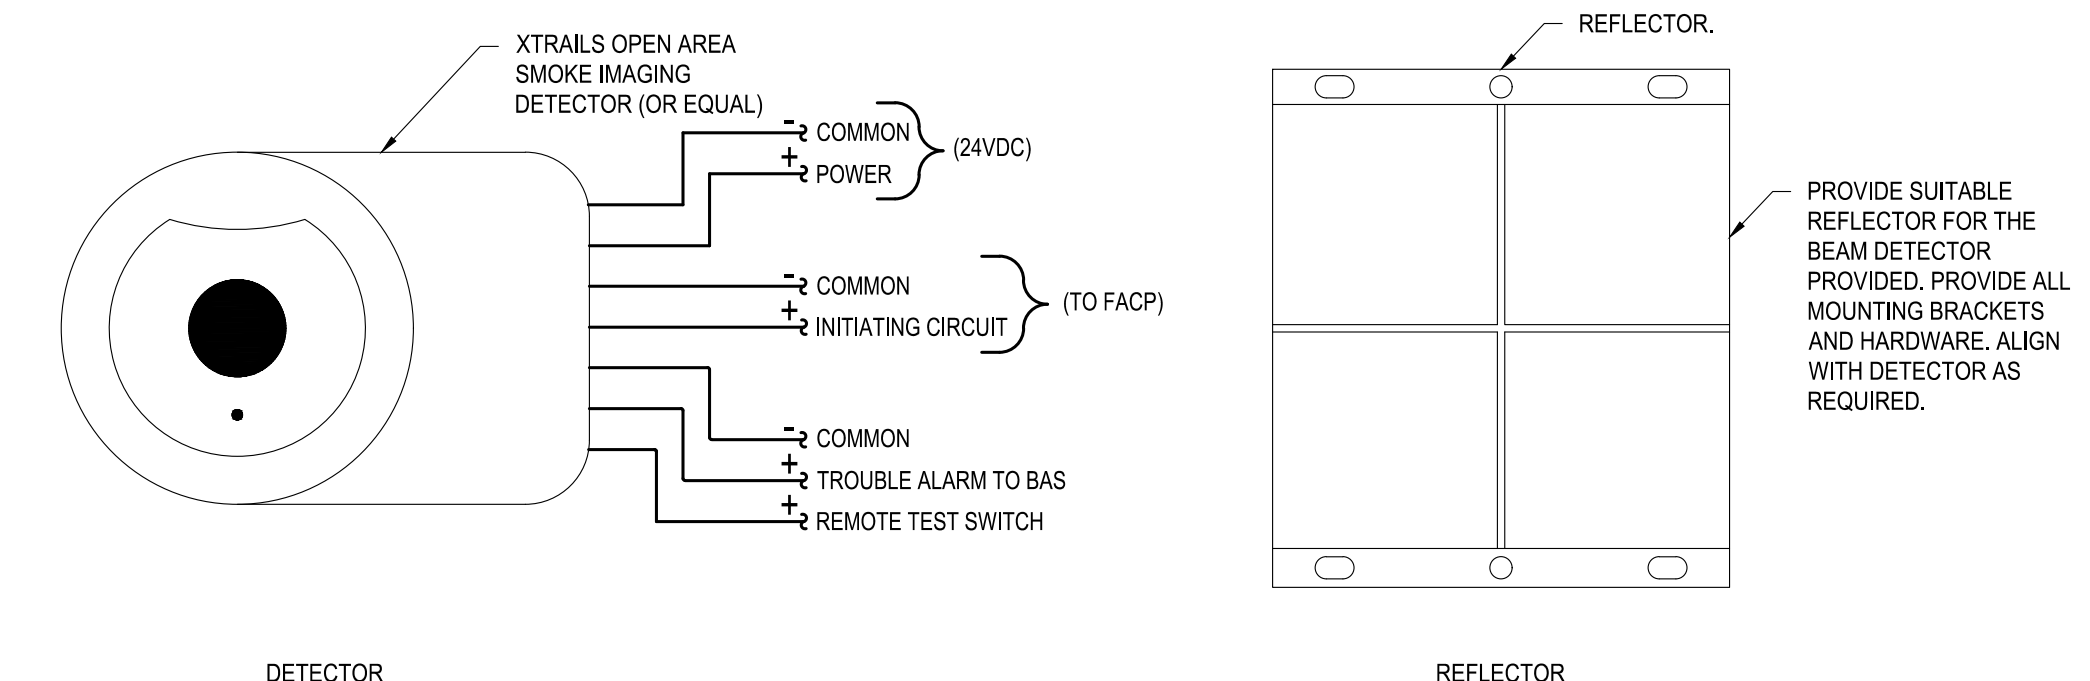 XTRAILS OPEN AREA
SMOKE IMAGING
DETECTOR (OR EQUAL)
- COMMON
+ POWER
(24VDC)
- COMMON
+ INITIATING CIRCUIT
(TO FACP)
- COMMON
+ TROUBLE ALARM TO BAS
+ REMOTE TEST SWITCH
DETECTOR
REFLECTOR.
PROVIDE SUITABLE
REFLECTOR FOR THE
BEAM DETECTOR
PROVIDED. PROVIDE ALL
MOUNTING BRACKETS
AND HARDWARE. ALIGN
WITH DETECTOR AS
REQUIRED.
REFLECTOR